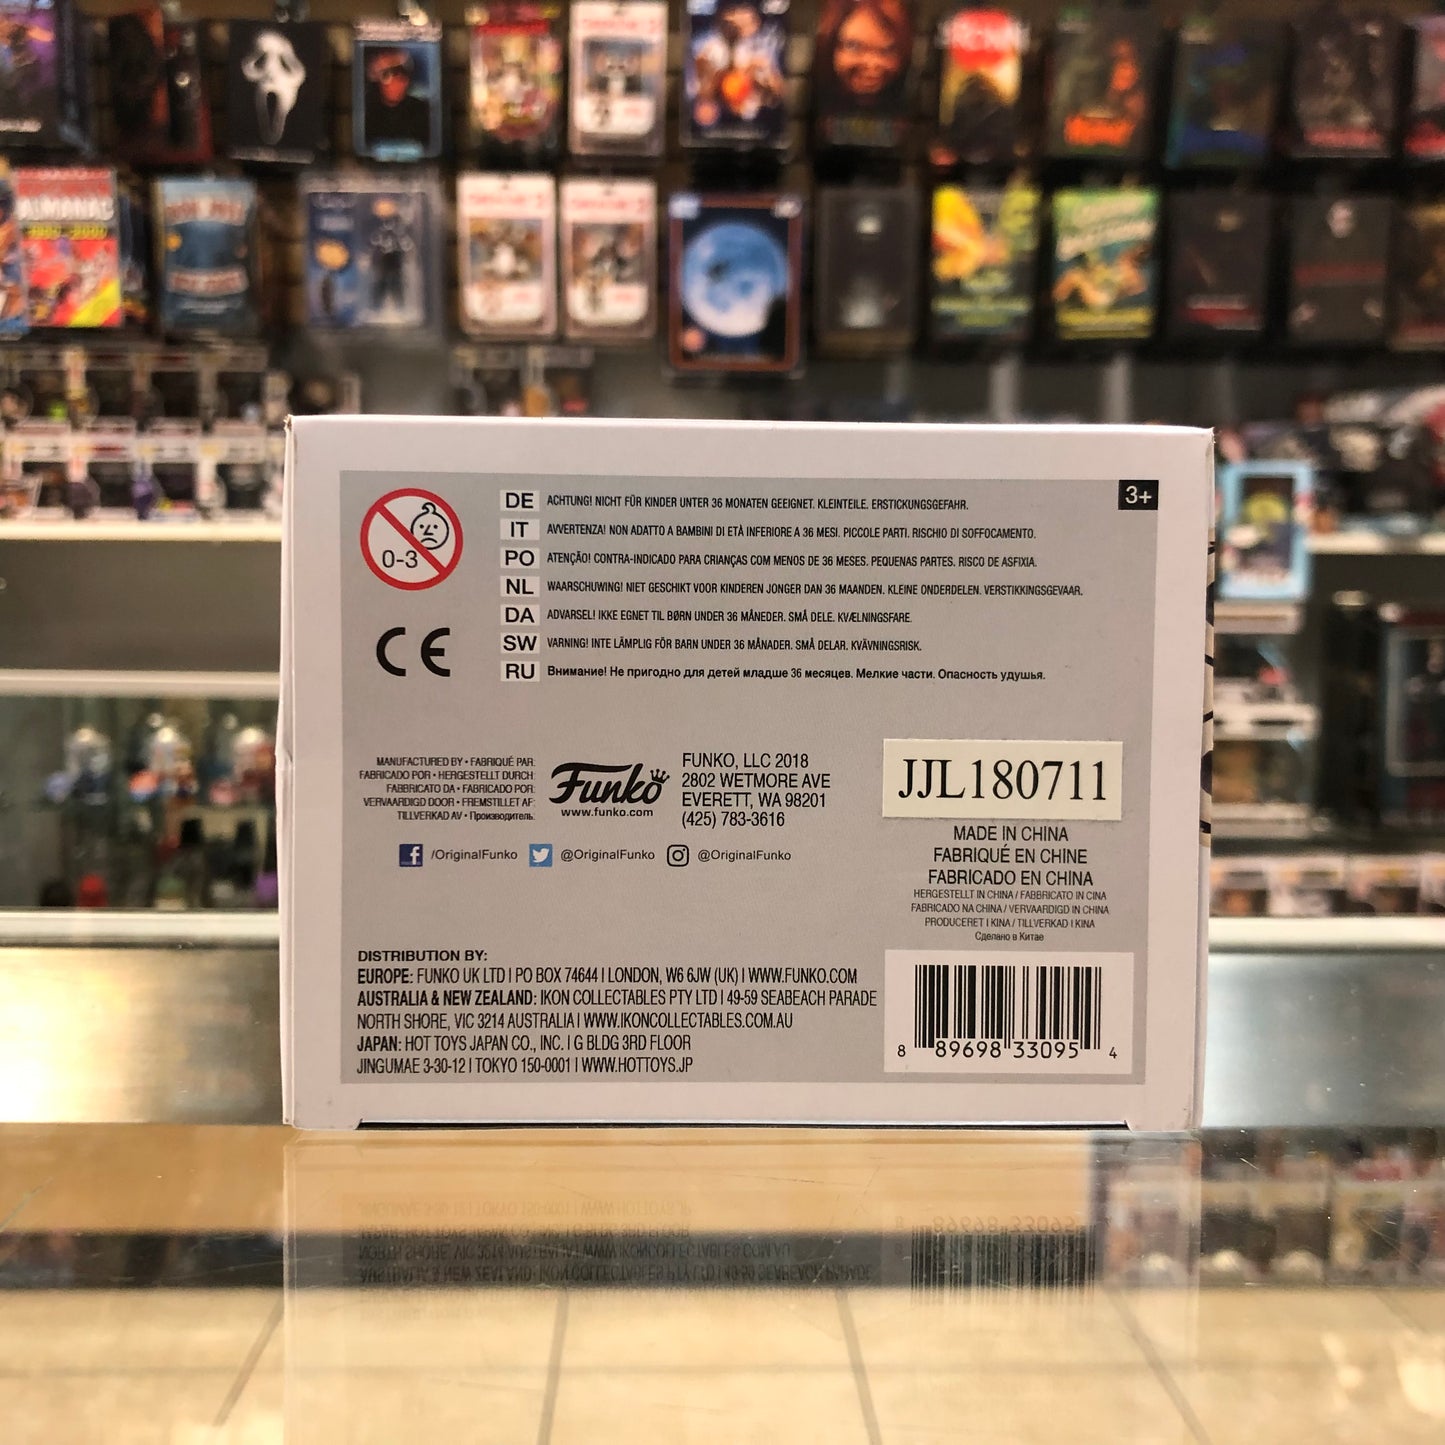 ALMANAC
1950-2000
3+
0-3
DE ACHTUNG! NICHT FÜR KINDER UNTER 36 MONATEN GEEIGNET. KLEINTEILE. ERSTICKUNGSGEFAHR.
IT AVVERTENZA! NON ADATTO A BAMBINI DI ETÀ INFERIORE A 36 MESI. PICCOLE PARTI. RISCHIO DI SOFFOCAMENTO.
PO ATENÇÃO! CONTRA-INDICADO PARA CRIANÇAS COM MENOS DE 36 MESES. PEQUENAS PARTES. RISCO DE ASFIXIA.
NL WAARSCHUWING! NIET GESCHIKT VOOR KINDEREN JONGER DAN 36 MAANDEN. KLEINE ONDERDELEN. VERSTIKKINGSGEVAAR.
DA ADVARSEL! IKKE EGNET TIL BØRN UNDER 36 MÅNEDER. SMÅ DELE. KVÆLNINGSFARE.
SW VARNING! INTE LÄMPLIG FÖR BARN UNDER 36 MÅNADER. SMÅ DELAR. KVÄVNINGSRISK.
RU Внимание! Не пригодно для детей младше 36 месяцев. Мелкие части. Опасность удушья.
CE
MANUFACTURED BY • FABRIQUÉ PAR:
FABRICADO POR • HERGESTELLT DURCH:
FABBRICATO DA • FABRICADO POR:
VERVAARDIGD DOOR • FREMSTILLET AF:
TILLVERKAD AV • Производитель:
Funko
www.funko.com
FUNKO, LLC 2018
2802 WETMORE AVE
EVERETT, WA 98201
(425) 783-3616
/OriginalFunko @OriginalFunko @OriginalFunko
JJL180711
MADE IN CHINA
FABRIQUÉ EN CHINE
FABRICADO EN CHINA
HERGESTELLT IN CHINA / FABBRICATO IN CINA
FABRICADO NA CHINA / VERVAARDIGD IN CHINA
PRODUCERET I KINA / TILLVERKAD I KINA
Сделано в Китае
DISTRIBUTION BY:
EUROPE: FUNKO UK LTD | PO BOX 74644 | LONDON, W6 6JW (UK) | WWW.FUNKO.COM
AUSTRALIA & NEW ZEALAND: IKON COLLECTABLES PTY LTD | 49-59 SEABEACH PARADE
NORTH SHORE, VIC 3214 AUSTRALIA | WWW.IKONCOLLECTABLES.COM.AU
JAPAN: HOT TOYS JAPAN CO., INC. | G BLDG 3RD FLOOR
JINGUMAE 3-30-12 | TOKYO 150-0001 | WWW.HOTTOYS.JP
8 89698 33095 4